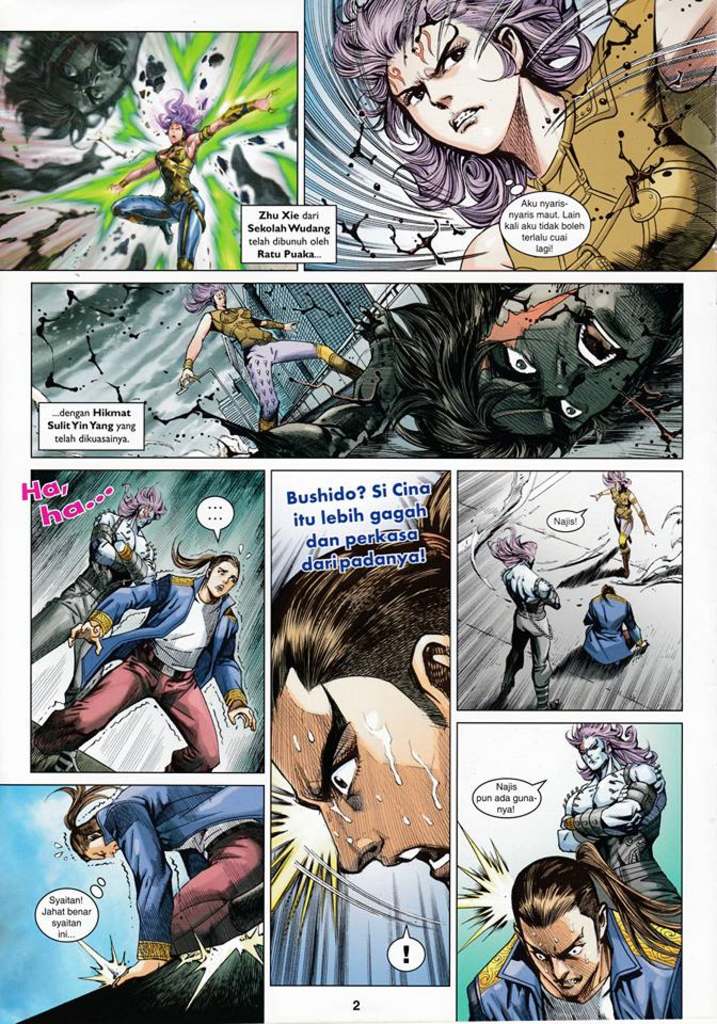 Zhu Xie dari
Sekolah Wudang
telah dibunuh oleh
Ratu Puaka...
Aku nyaris-
nyaris maut. Lain
kali aku tidak boleh
terlalu cuai
lagi!
...dengan Hikmat
Sulit Yin Yang yang
telah dikuasainya.
Ha,
ha...
...
...
Bushido? Si Cina
itu lebih gagah
dan perkasa
daripadanya!
Najis!
Syaitan!
Jahat benar
syaitan
ini...
!
Najis
pun ada guna-
nya!
2